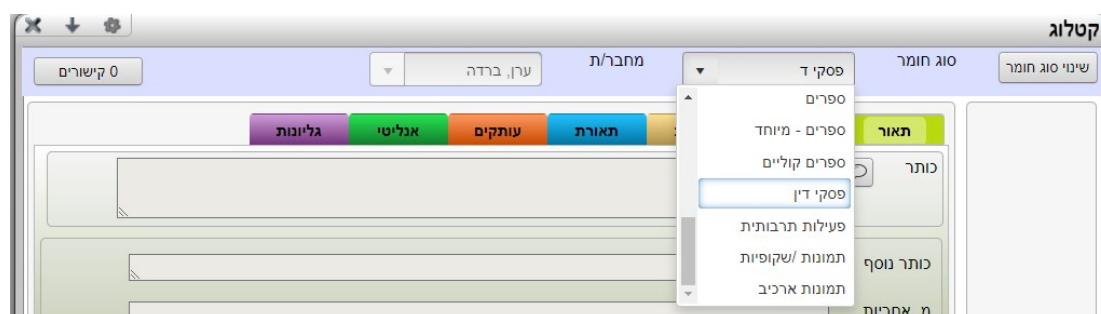 קטלוג
שינוי סוג חומר
סוג חומר
פסקי ד
מחבר/ת
ערן, ברדה
0 קישורים
תאור
תאורת
עותקים
אנליטי
גליונות
ספרים
ספרים - מיוחד
ספרים קוליים
פסקי דין
פעילות תרבותית
תמונות /שקופיות
תמונות ארכיב
כותר
כותר נוסף